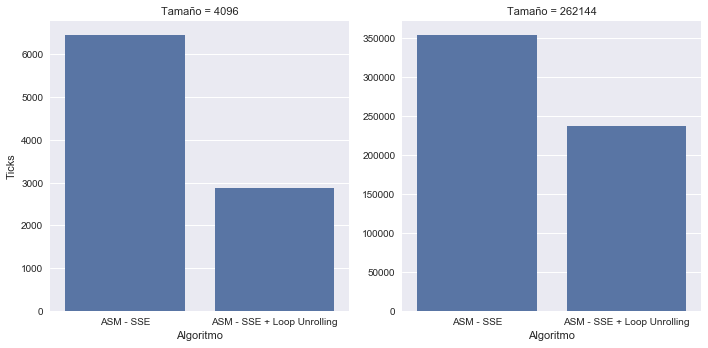 Tamaño = 4096
Ticks
6000
5000
4000
3000
2000
1000
0
ASM - SSE
ASM - SSE + Loop Unrolling
Algoritmo
Tamaño = 262144
350000
300000
250000
200000
150000
100000
50000
0
ASM - SSE
ASM - SSE + Loop Unrolling
Algoritmo